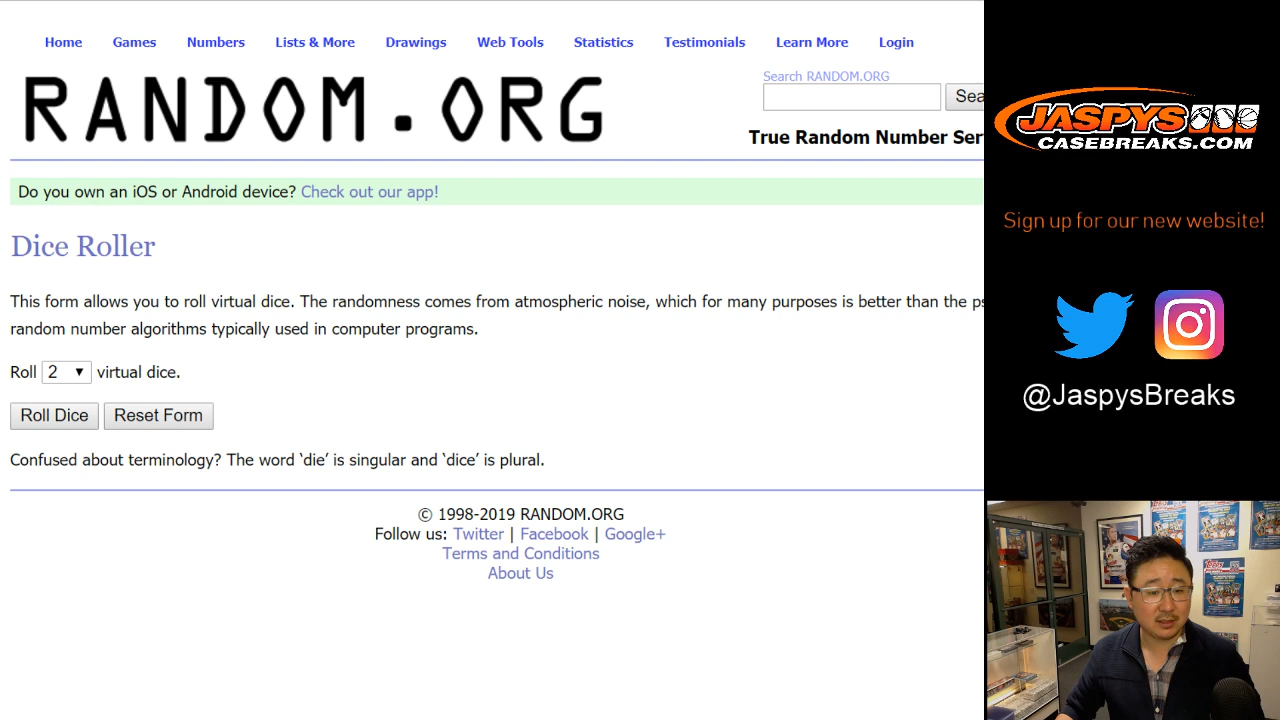 Home Games Numbers Lists & More Drawings Web Tools Statistics Testimonials Learn More Login
RANDOM.ORG
Search RANDOM.ORG
Sea
True Random Number Ser
Do you own an iOS or Android device? Check out our app!
Dice Roller
This form allows you to roll virtual dice. The randomness comes from atmospheric noise, which for many purposes is better than the ps
random number algorithms typically used in computer programs.
Roll 2 ▼ virtual dice.
Roll Dice Reset Form
Confused about terminology? The word ‘die’ is singular and ‘dice’ is plural.
© 1998-2019 RANDOM.ORG
Follow us: Twitter | Facebook | Google+
Terms and Conditions
About Us
JASPYS
CASEBREAKS.COM
Sign up for our new website!
@JaspysBreaks
Topps